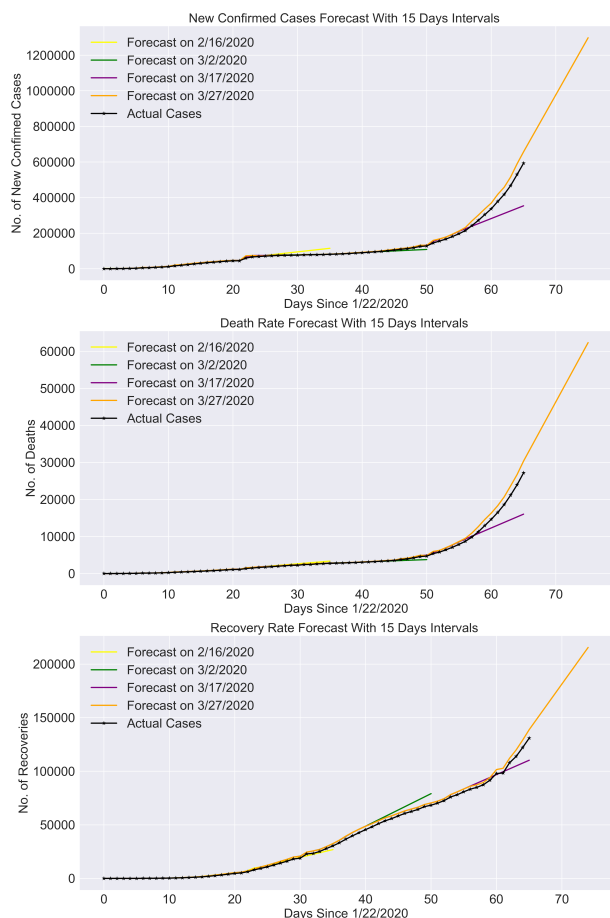 New Confirmed Cases Forecast With 15 Days Intervals
No. of New Confirmed Cases
1200000
1000000
800000
600000
400000
200000
0
Forecast on 2/16/2020
Forecast on 3/2/2020
Forecast on 3/17/2020
Forecast on 3/27/2020
Actual Cases
0 10 20 30 40 50 60 70
Days Since 1/22/2020
Death Rate Forecast With 15 Days Intervals
No. of Deaths
60000
50000
40000
30000
20000
10000
0
Forecast on 2/16/2020
Forecast on 3/2/2020
Forecast on 3/17/2020
Forecast on 3/27/2020
Actual Cases
0 10 20 30 40 50 60 70
Days Since 1/22/2020
Recovery Rate Forecast With 15 Days Intervals
No. of Recoveries
200000
150000
100000
50000
0
Forecast on 2/16/2020
Forecast on 3/2/2020
Forecast on 3/17/2020
Forecast on 3/27/2020
Actual Cases
0 10 20 30 40 50 60 70
Days Since 1/22/2020